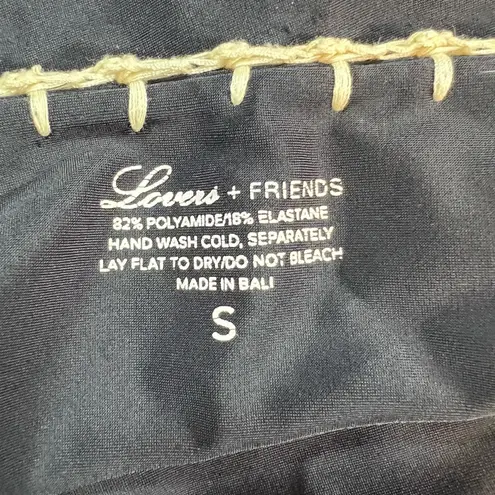 Lovers + FRIENDS
82% POLYAMIDE/18% ELASTANE
HAND WASH COLD, SEPARATELY
LAY FLAT TO DRY/DO NOT BLEACH
MADE IN BALI
S